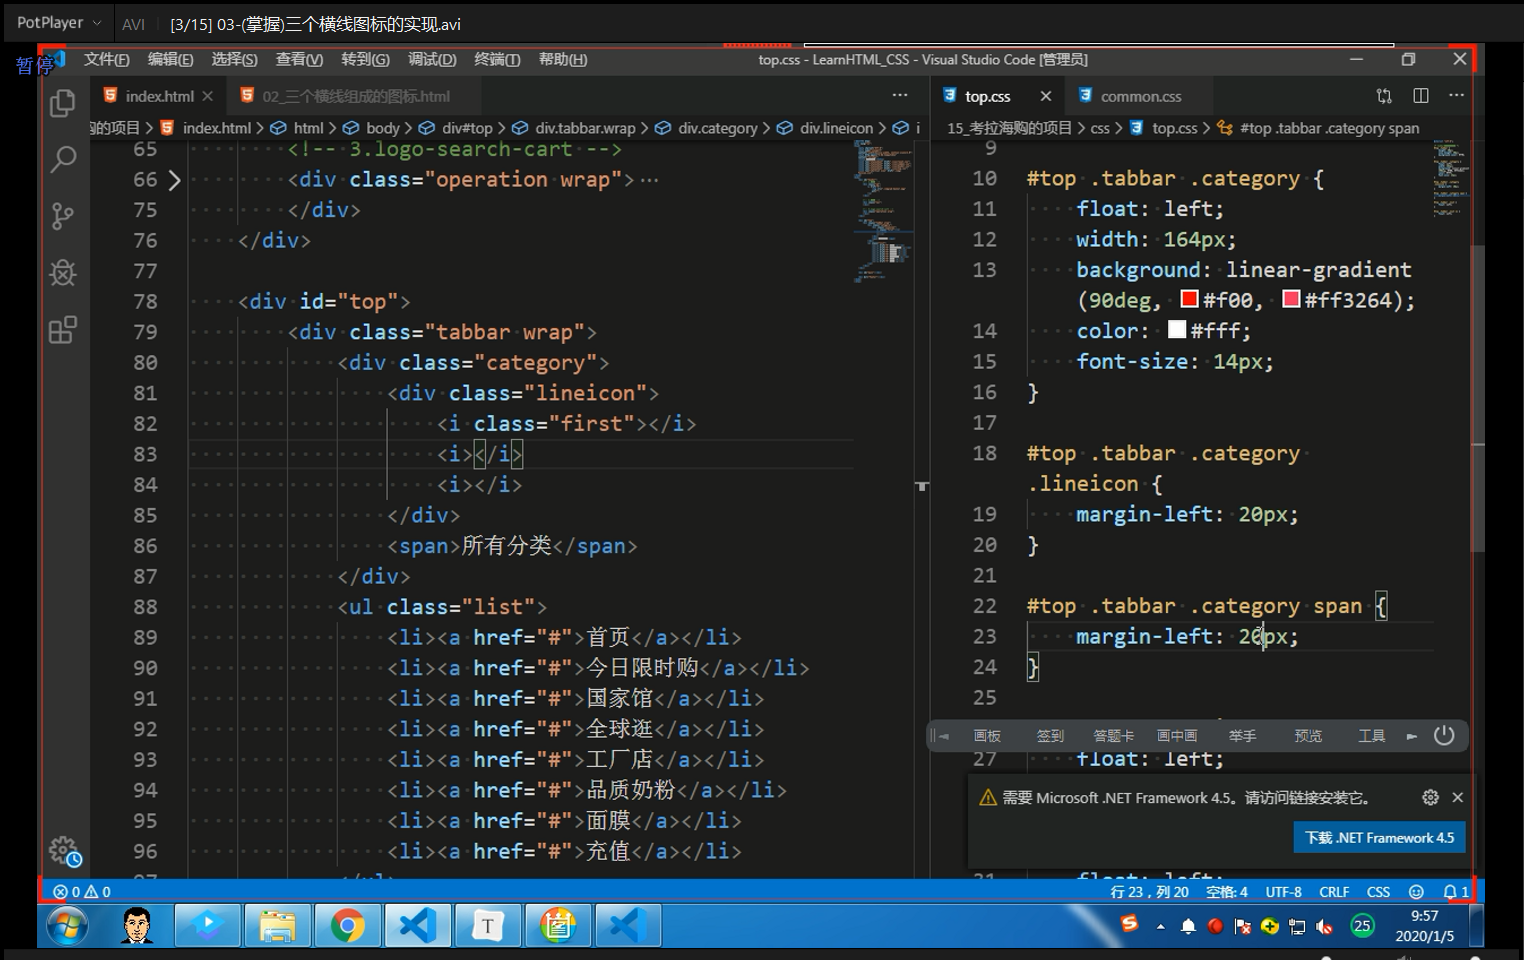 PotPlayer
AVI
[3/15] 03-(掌握)三个横线图标的实现.avi
暂停
文件(F) 编辑(E) 选择(S) 查看(V) 转到(G) 调试(D) 终端(T) 帮助(H)
top.css - LearnHTML_CSS - Visual Studio Code [管理员]
index.html
02_三个横线组成的图标.html
购的项目 > index.html > html > body > div#top > div.tabbar.wrap > div.category > div.lineicon > i
65 <!-- 3.logo-search-cart -->
66 <div class="operation wrap">…
75 </div>
76 </div>
77
78 <div id="top">
79 <div class="tabbar wrap">
80 <div class="category">
81 <div class="lineicon">
82 <i class="first"></i>
83 <i></i>
84 <i></i>
85 </div>
86 <span>所有分类</span>
87 </div>
88 <ul class="list">
89 <li><a href="#">首页</a></li>
90 <li><a href="#">今日限时购</a></li>
91 <li><a href="#">国家馆</a></li>
92 <li><a href="#">全球逛</a></li>
93 <li><a href="#">工厂店</a></li>
94 <li><a href="#">品质奶粉</a></li>
95 <li><a href="#">面膜</a></li>
96 <li><a href="#">充值</a></li>
top.css
common.css
15_考拉海购的项目 > css > top.css > #top .tabbar .category span
9
10 #top .tabbar .category {
11 float: left;
12 width: 164px;
13 background: linear-gradient
(90deg, #f00, #ff3264);
14 color: #fff;
15 font-size: 14px;
16 }
17
18 #top .tabbar .category
.lineicon {
19 margin-left: 20px;
20 }
21
22 #top .tabbar .category span {
23 margin-left: 20px;
24 }
25
画板 签到 答题卡 画中画 举手 预览 工具
27 float: left;
需要 Microsoft .NET Framework 4.5。请访问链接安装它。
下载 .NET Framework 4.5
31 float: left;
0 0
行 23，列 20 空格: 4 UTF-8 CRLF CSS 1
T
25
9:57
2020/1/5